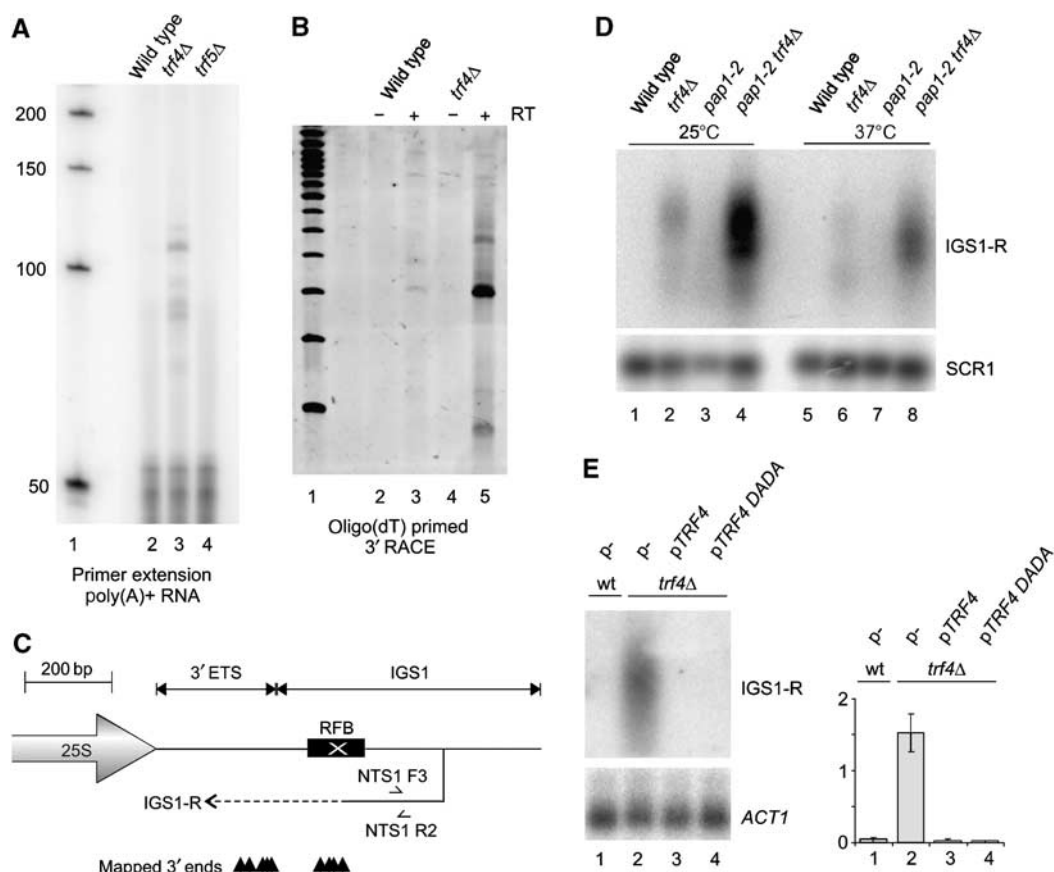 A
Wild type
trf4Δ
trf5Δ
200
150
100
50
1 2 3 4
Primer extension
poly(A)+ RNA
B
Wild type
trf4Δ
– + – + RT
1 2 3 4 5
Oligo(dT) primed
3′ RACE
C
200 bp
3′ ETS
IGS1
25S
RFB
NTS1 F3
IGS1-R
NTS1 R2
Mapped 3′ ends
D
Wild type
trf4Δ
pap1-2
pap1-2 trf4Δ
Wild type
trf4Δ
pap1-2
pap1-2 trf4Δ
25°C
37°C
IGS1-R
SCR1
1 2 3 4 5 6 7 8
E
p-
p-
pTRF4
pTRF4 DADA
wt
trf4Δ
IGS1-R
ACT1
1 2 3 4
p-
p-
pTRF4
pTRF4 DADA
wt
trf4Δ
2
1
0
1 2 3 4